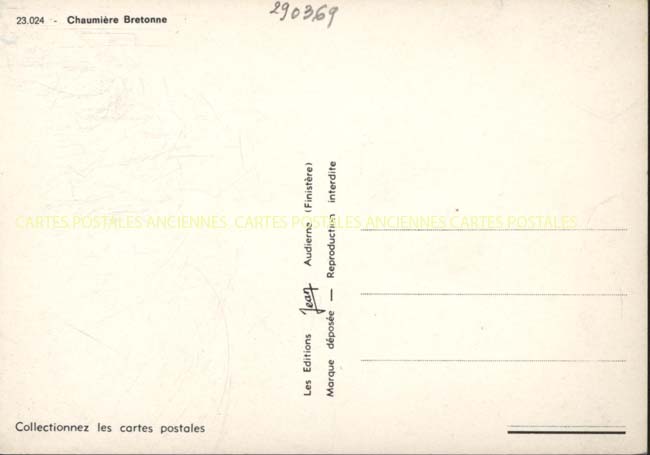 290369
23.024 - Chaumière Bretonne
CARTES POSTALES ANCIENNES CARTES POSTALES ANCIENNES CARTES POSTALES
Les Editions Jean Audierne (Finistère)
Marque déposée — Reproduction interdite
Collectionnez les cartes postales